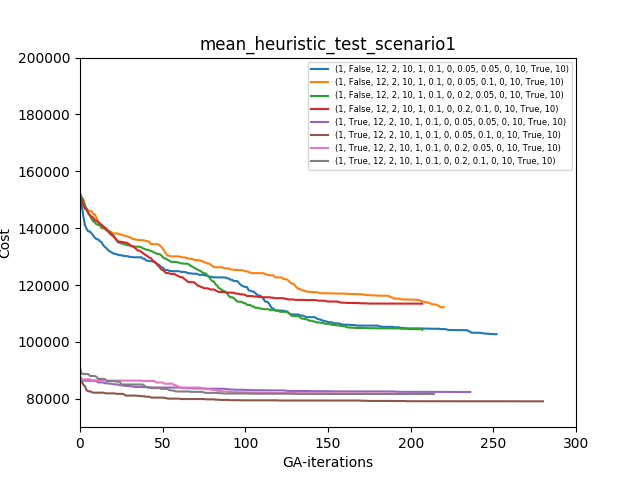 mean_heuristic_test_scenario1
200000
180000
160000
140000
120000
100000
80000
Cost
(1, False, 12, 2, 10, 1, 0.1, 0, 0.05, 0.05, 0, 10, True, 10)
(1, False, 12, 2, 10, 1, 0.1, 0, 0.05, 0.1, 0, 10, True, 10)
(1, False, 12, 2, 10, 1, 0.1, 0, 0.2, 0.05, 0, 10, True, 10)
(1, False, 12, 2, 10, 1, 0.1, 0, 0.2, 0.1, 0, 10, True, 10)
(1, True, 12, 2, 10, 1, 0.1, 0, 0.05, 0.05, 0, 10, True, 10)
(1, True, 12, 2, 10, 1, 0.1, 0, 0.05, 0.1, 0, 10, True, 10)
(1, True, 12, 2, 10, 1, 0.1, 0, 0.2, 0.05, 0, 10, True, 10)
(1, True, 12, 2, 10, 1, 0.1, 0, 0.2, 0.1, 0, 10, True, 10)
0 50 100 150 200 250 300
GA-iterations